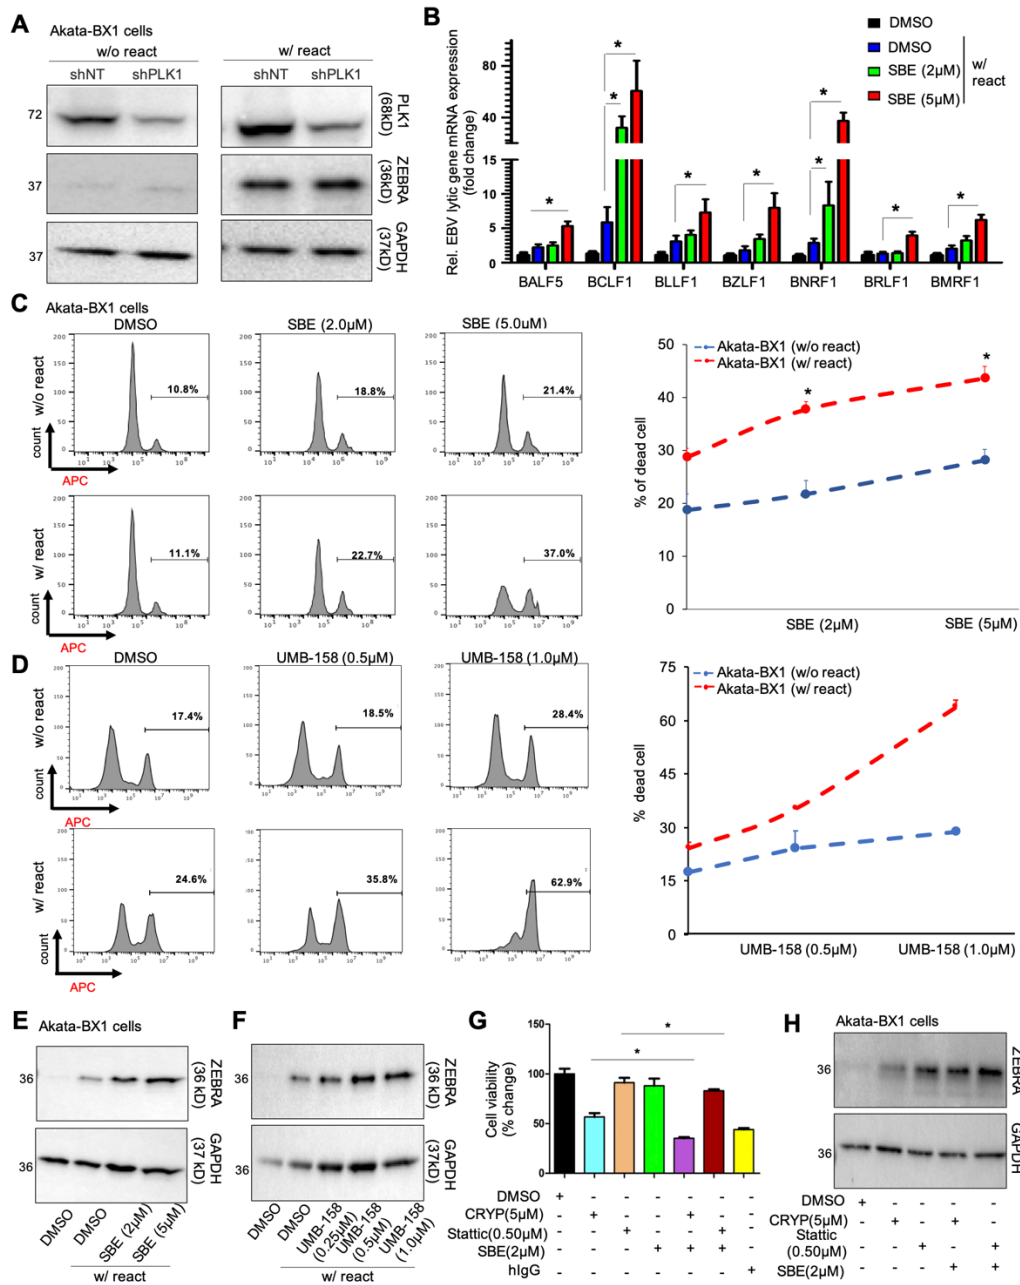 A
Akata-BX1 cells
w/o react
w/ react
shNT shPLK1
shNT shPLK1
72
PLK1
(68kD)
37
ZEBRA
(36kD)
37
GAPDH
(37kD)
B
DMSO
DMSO
SBE (2µM)
SBE (5µM)
w/
react
Rel. EBV lytic gene mRNA expression
(fold change)
80
40
15
10
5
0
* * * * * * * * *
BALF5 BCLF1 BLLF1 BZLF1 BNRF1 BRLF1 BMRF1
C
Akata-BX1 cells
DMSO SBE (2.0µM) SBE (5.0uM)
w/o react
count
APC
10.8%
18.8%
21.4%
w/ react
count
APC
11.1%
22.7%
37.0%
Akata-BX1 (w/o react)
Akata-BX1 (w/ react)
% of dead cell
50
40
30
20
10
0
* *
SBE (2µM) SBE (5µM)
D
DMSO UMB-158 (0.5µM) UMB-158 (1.0µM)
w/o react
count
APC
17.4%
18.5%
28.4%
w/ react
count
APC
24.6%
35.8%
62.9%
Akata-BX1 (w/o react)
Akata-BX1 (w/ react)
% dead cell
75
60
45
30
15
0
UMB-158 (0.5µM) UMB-158 (1.0µM)
E
Akata-BX1 cells
36
ZEBRA
(36 kD)
36
GAPDH
(37 kD)
DMSO
DMSO
SBE (2µM)
SBE (5µM)
w/ react
F
36
ZEBRA
(36 kD)
36
GAPDH
(37kD)
DMSO
DMSO
UMB-158
(0.25µM)
UMB-158
(0.5µM)
UMB-158
(1.0µM)
w/ react
G
Cell viability
(% change)
150
100
50
0
*
*
DMSO + - - - - - -
CRYP(5µM) - + - - + - -
Stattic(0.50µM) - - + - - + -
SBE(2µM) - - - + + + -
hIgG - - - - - - +
H
Akata-BX1 cells
36
ZEBRA
36
GAPDH
DMSO + - - - -
CRYP(5µM) - + - + -
Stattic
(0.50µM) - - + - +
SBE(2µM) - - - + +